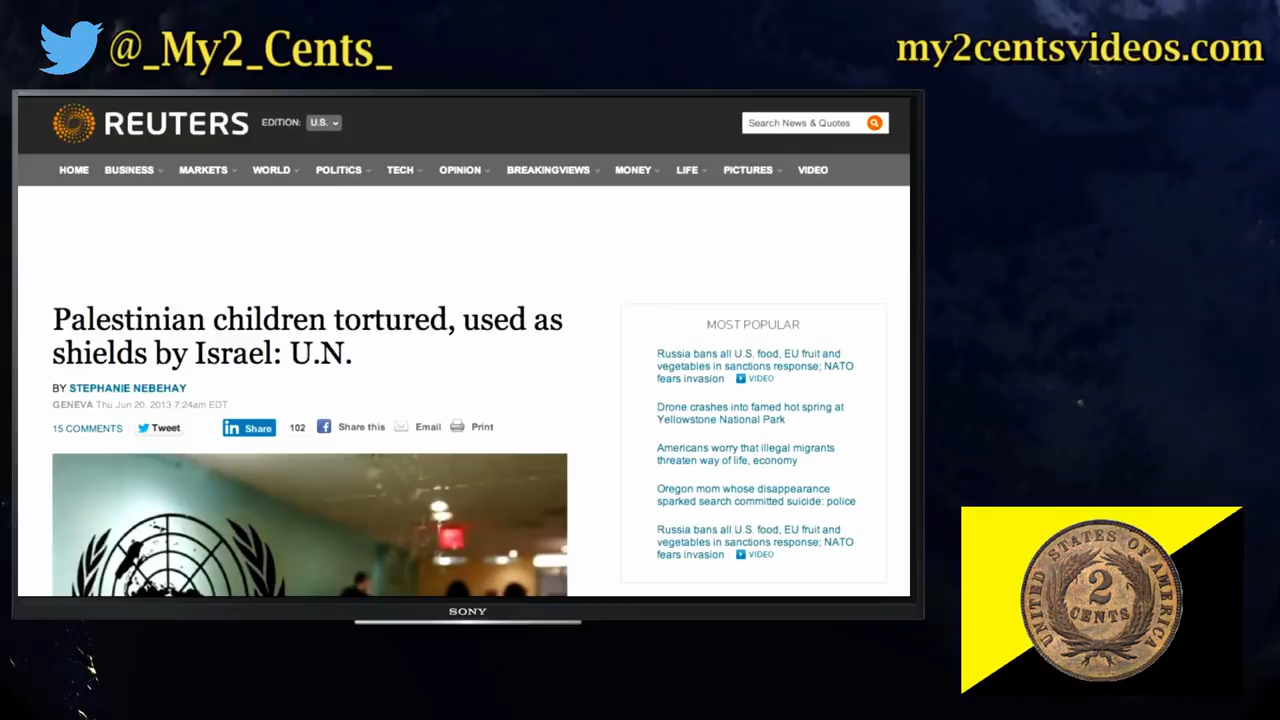 @_My2_Cents_
my2centsvideos.com
REUTERS EDITION: U.S.
Search News & Quotes
HOME BUSINESS MARKETS WORLD POLITICS TECH OPINION BREAKINGVIEWS MONEY LIFE PICTURES VIDEO
Palestinian children tortured, used as
shields by Israel: U.N.
BY STEPHANIE NEBEHAY
GENEVA Thu Jun 20, 2013 7:24am EDT
15 COMMENTS Tweet in Share 102 f Share this Email Print
MOST POPULAR
Russia bans all U.S. food, EU fruit and
vegetables in sanctions response; NATO
fears invasion VIDEO
Drone crashes into famed hot spring at
Yellowstone National Park
Americans worry that illegal migrants
threaten way of life, economy
Oregon mom whose disappearance
sparked search committed suicide: police
Russia bans all U.S. food, EU fruit and
vegetables in sanctions response; NATO
fears invasion VIDEO
SONY
UNITED STATES OF AMERICA
2
CENTS